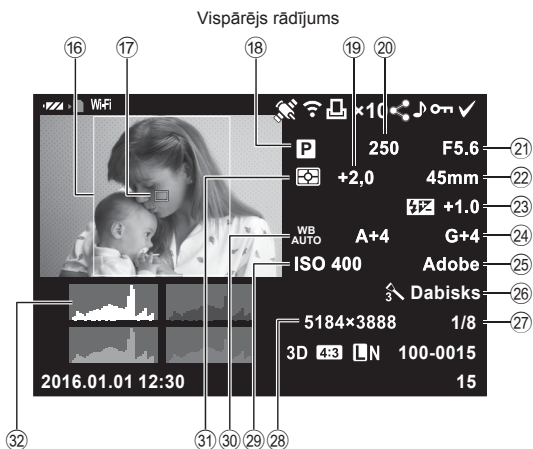 Vispārējs rādījums
⑯ ⑰ ⑱ ⑲ ⑳
Wi-Fi ×10
P 250 F5.6 ㉑
+2,0 45mm ㉒
+1.0 ㉓
WB AUTO A+4 G+4 ㉔
ISO 400 Adobe ㉕
3 Dabisks ㉖
5184×3888 1/8 ㉗
3D 4:3 L N 100-0015
2016.01.01 12:30 15
㉜ ㉛ ㉚ ㉙ ㉘